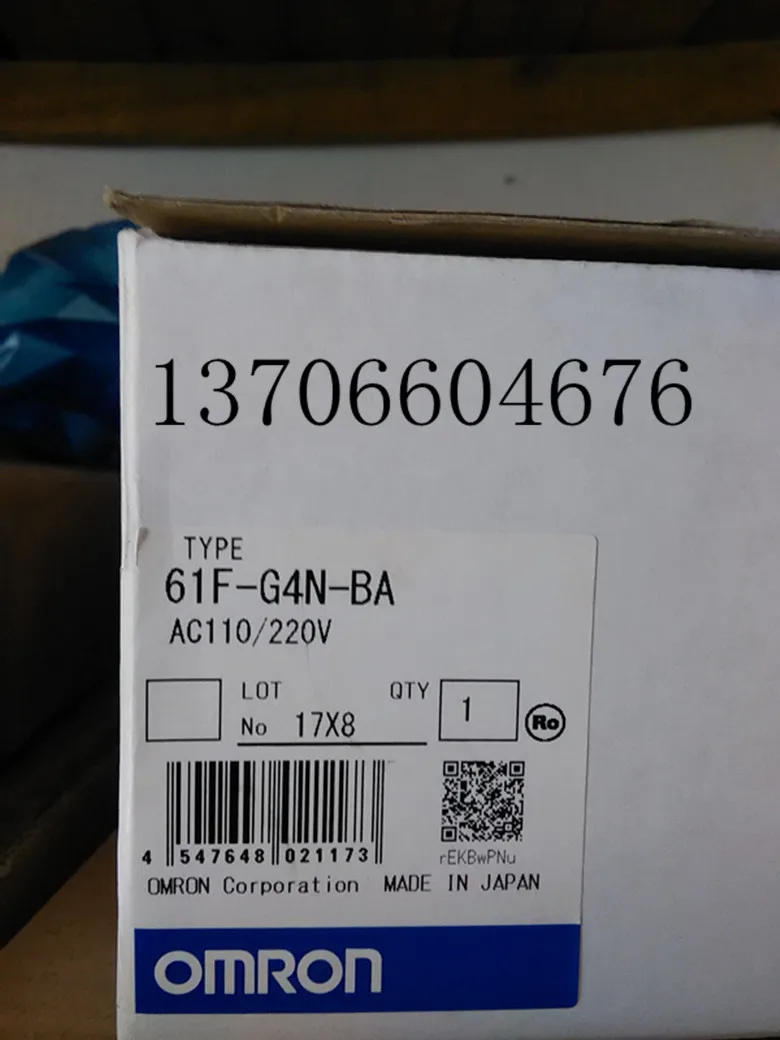 13706604676
TYPE
61F-G4N-BA
AC110/220V
LOT QTY
No 17X8 1 Ro
4 547648 021173
rEKBwPNu
OMRON Corporation MADE IN JAPAN
OMRON